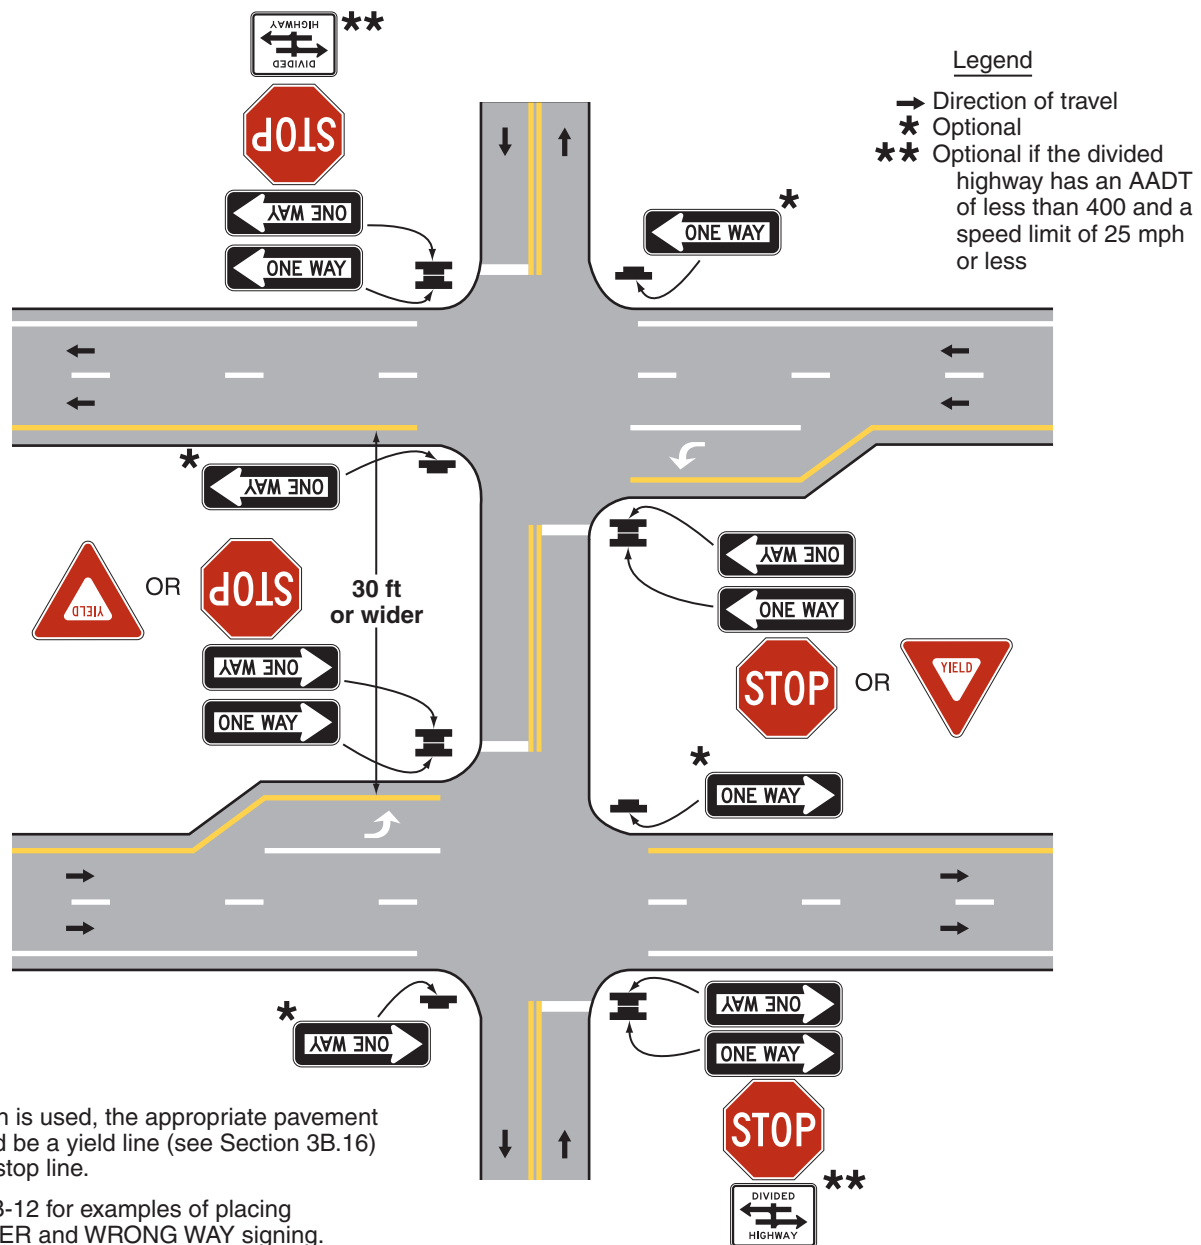 HIGHWAY
DIVIDED
**
STOP
ONE WAY
ONE WAY
Legend
Direction of travel
* Optional
** Optional if the divided
highway has an AADT
of less than 400 and a
speed limit of 25 mph
or less
*
ONE WAY
*
ONE WAY
YIELD
OR
STOP
30 ft
or wider
ONE WAY
ONE WAY
ONE WAY
ONE WAY
STOP
OR
YIELD
*
ONE WAY
*
ONE WAY
ONE WAY
ONE WAY
STOP
**
DIVIDED
HIGHWAY
is used, the appropriate pavement
be a yield line (see Section 3B.16)
stop line.
3-12 for examples of placing
ER and WRONG WAY signing.